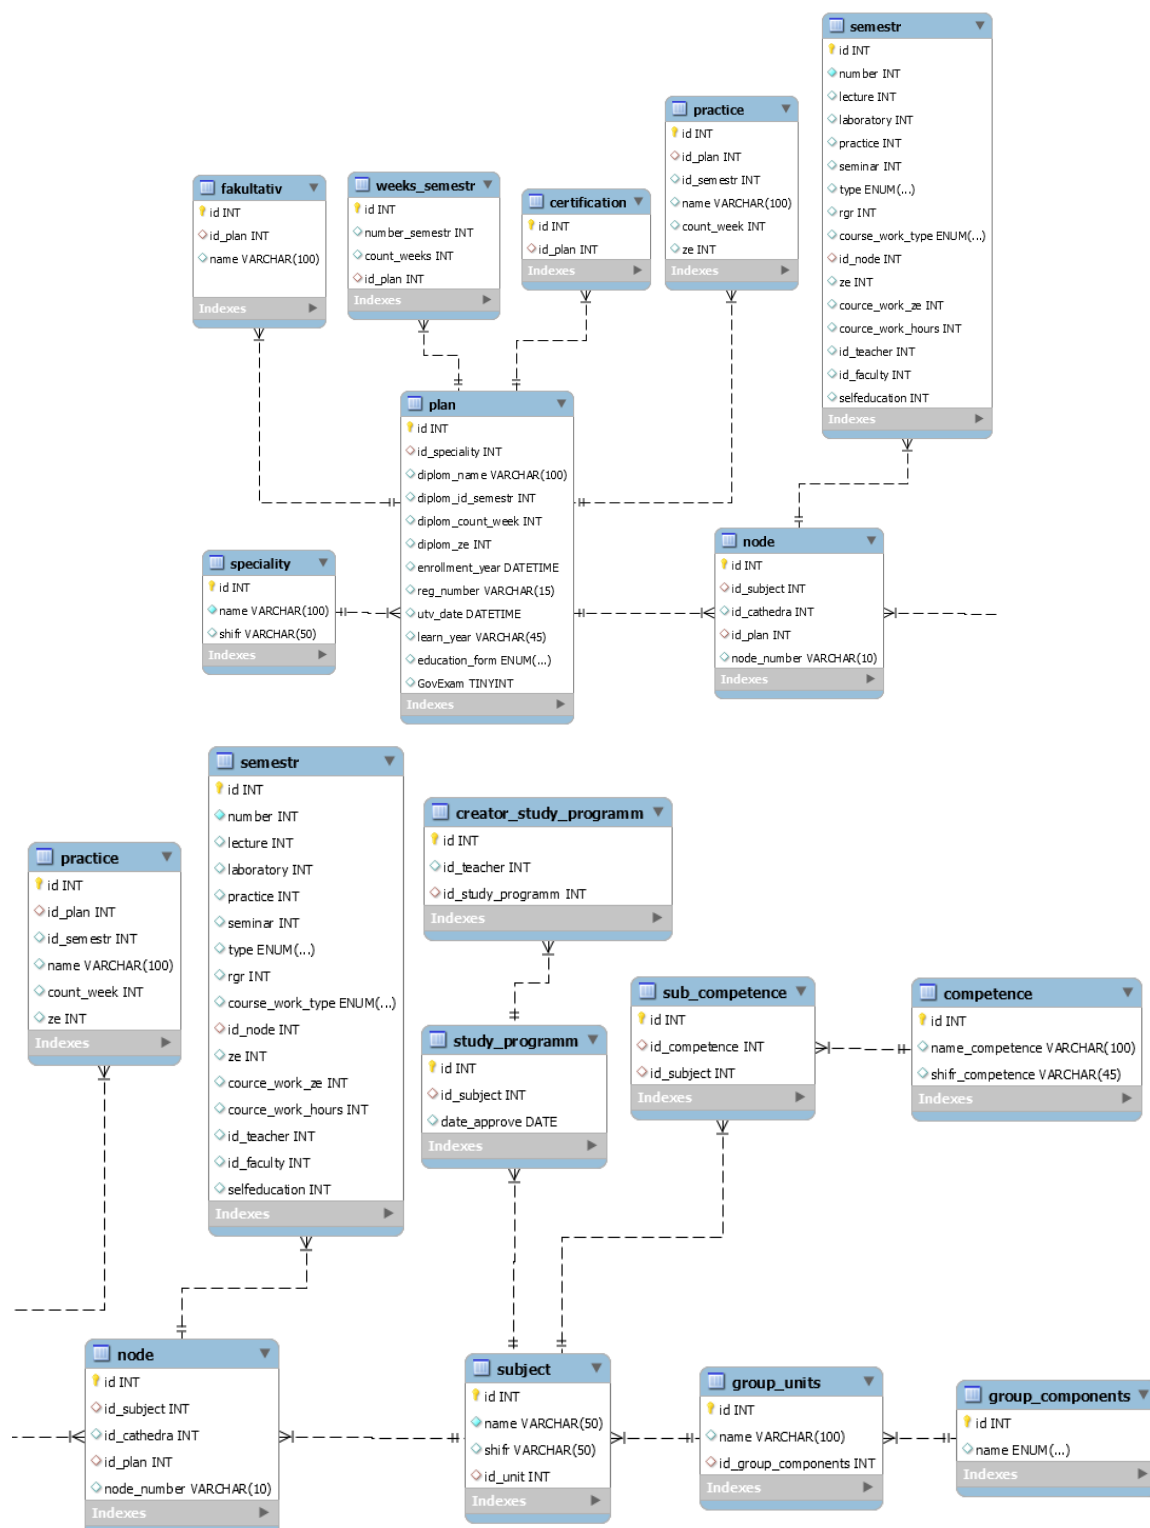 semestr
id INT
number INT
lecture INT
laboratory INT
practice INT
seminar INT
type ENUM(...)
rgr INT
course_work_type ENUM(...)
id_node INT
ze INT
cource_work_ze INT
cource_work_hours INT
id_teacher INT
id_faculty INT
selfeducation INT
Indexes
practice
id INT
id_plan INT
id_semestr INT
name VARCHAR(100)
count_week INT
ze INT
Indexes
fakultativ
id INT
id_plan INT
name VARCHAR(100)
Indexes
weeks_semestr
id INT
number_semestr INT
count_weeks INT
id_plan INT
Indexes
certification
id INT
id_plan INT
Indexes
plan
id INT
id_speciality INT
diplom_name VARCHAR(100)
diplom_id_semestr INT
diplom_count_week INT
diplom_ze INT
enrollment_year DATETIME
reg_number VARCHAR(15)
utv_date DATETIME
learn_year VARCHAR(45)
education_form ENUM(...)
GovExam TINYINT
Indexes
speciality
id INT
name VARCHAR(100)
shifr VARCHAR(50)
Indexes
node
id INT
id_subject INT
id_cathedra INT
id_plan INT
node_number VARCHAR(10)
Indexes
semestr
id INT
number INT
lecture INT
laboratory INT
practice INT
seminar INT
type ENUM(...)
rgr INT
course_work_type ENUM(...)
id_node INT
ze INT
cource_work_ze INT
cource_work_hours INT
id_teacher INT
id_faculty INT
selfeducation INT
Indexes
practice
id INT
id_plan INT
id_semestr INT
name VARCHAR(100)
count_week INT
ze INT
Indexes
creator_study_programm
id INT
id_teacher INT
id_study_programm INT
Indexes
study_programm
id INT
id_subject INT
date_approve DATE
Indexes
sub_competence
id INT
id_competence INT
id_subject INT
Indexes
competence
id INT
name_competence VARCHAR(100)
shifr_competence VARCHAR(45)
Indexes
node
id INT
id_subject INT
id_cathedra INT
id_plan INT
node_number VARCHAR(10)
Indexes
subject
id INT
name VARCHAR(50)
shifr VARCHAR(50)
id_unit INT
Indexes
group_units
id INT
name VARCHAR(100)
id_group_components INT
Indexes
group_components
id INT
name ENUM(...)
Indexes